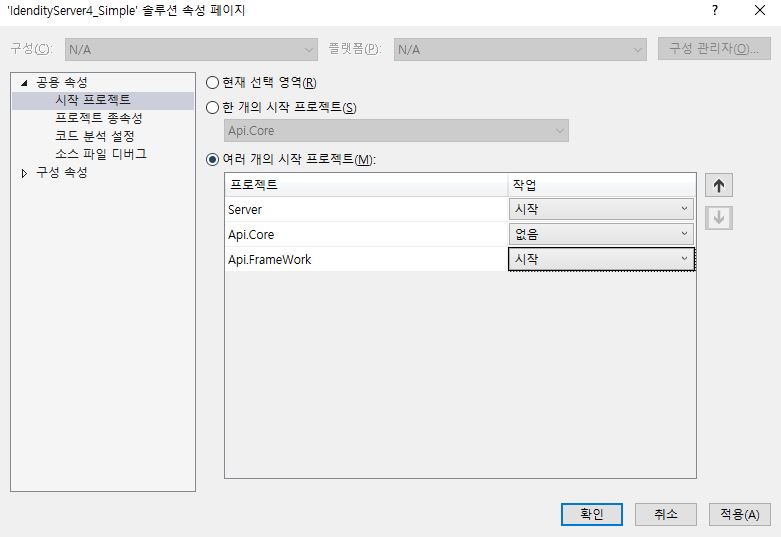 'IdendityServer4_Simple' 솔루션 속성 페이지
구성(C): N/A 플랫폼(P): N/A 구성 관리자(O)...
공용 속성
시작 프로젝트
프로젝트 종속성
코드 분석 설정
소스 파일 디버그
구성 속성
현재 선택 영역(R)
한 개의 시작 프로젝트(S)
Api.Core
여러 개의 시작 프로젝트(M):
프로젝트 작업
Server 시작
Api.Core 없음
Api.FrameWork 시작
확인 취소 적용(A)